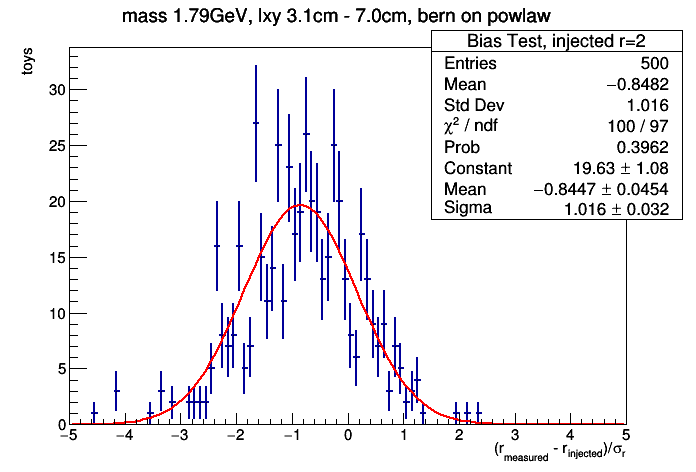 mass 1.79GeV, lxy 3.1cm - 7.0cm, bern on powlaw
toys
Bias Test, injected r=2
Entries 500
Mean −0.8482
Std Dev 1.016
χ² / ndf 100 / 97
Prob 0.3962
Constant 19.63 ± 1.08
Mean −0.8447 ± 0.0454
Sigma 1.016 ± 0.032
30
25
20
15
10
5
0
−5 −4 −3 −2 −1 0 1 2 3 4 5
(r_measured - r_injected)/σ_r